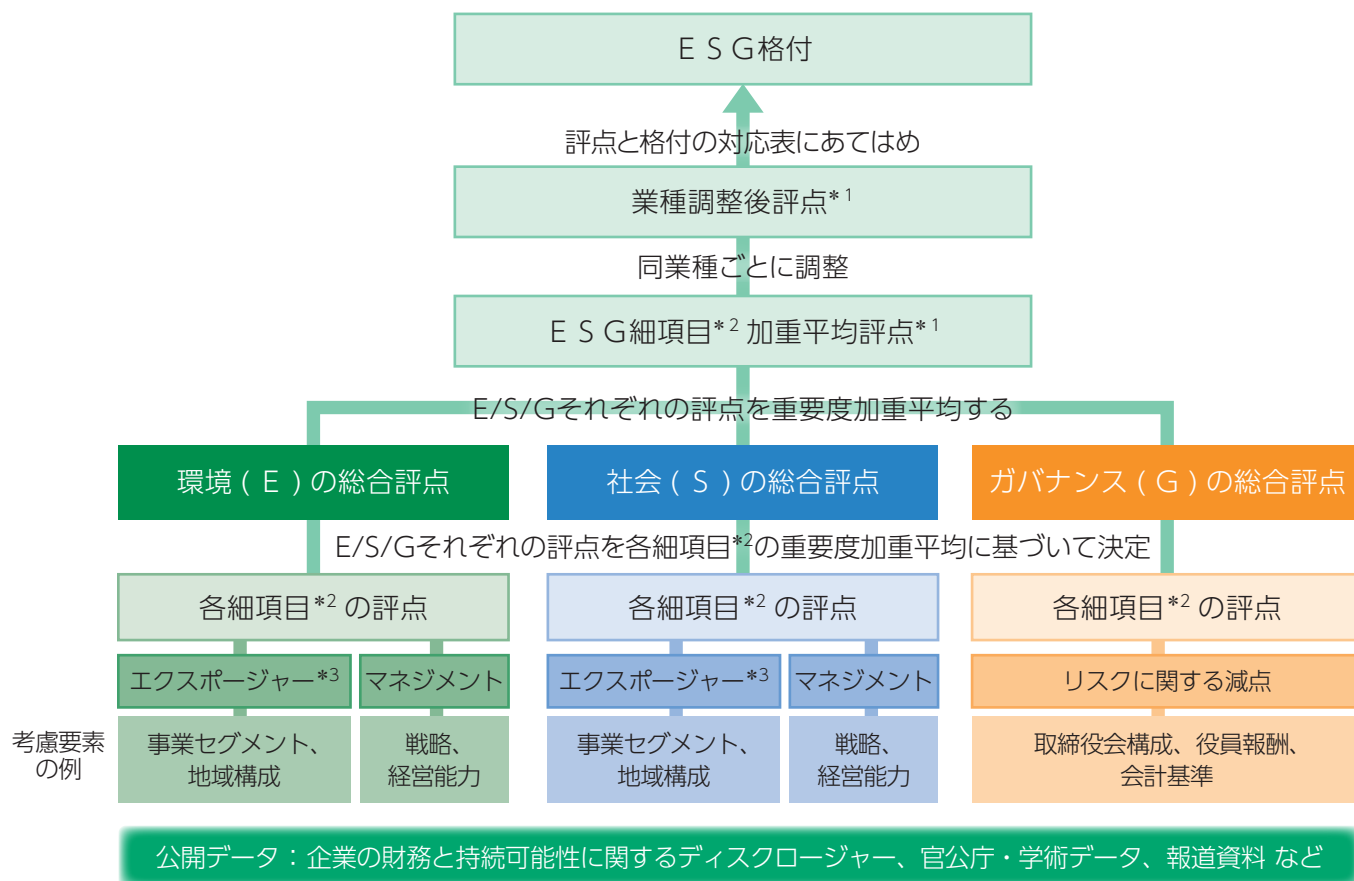 ＥＳＧ格付
評点と格付の対応表にあてはめ
業種調整後評点*1
同業種ごとに調整
ＥＳＧ細項目*2 加重平均評点*1
E/S/Gそれぞれの評点を重要度加重平均する
環境（Ｅ）の総合評点
社会（Ｓ）の総合評点
ガバナンス（Ｇ）の総合評点
E/S/Gそれぞれの評点を各細項目*2の重要度加重平均に基づいて決定
各細項目*2 の評点
各細項目*2 の評点
各細項目*2 の評点
エクスポージャー*3
マネジメント
エクスポージャー*3
マネジメント
リスクに関する減点
考慮要素
の例
事業セグメント、
地域構成
戦略、
経営能力
事業セグメント、
地域構成
戦略、
経営能力
取締役会構成、役員報酬、
会計基準
公開データ：企業の財務と持続可能性に関するディスクロージャー、官公庁・学術データ、報道資料 など